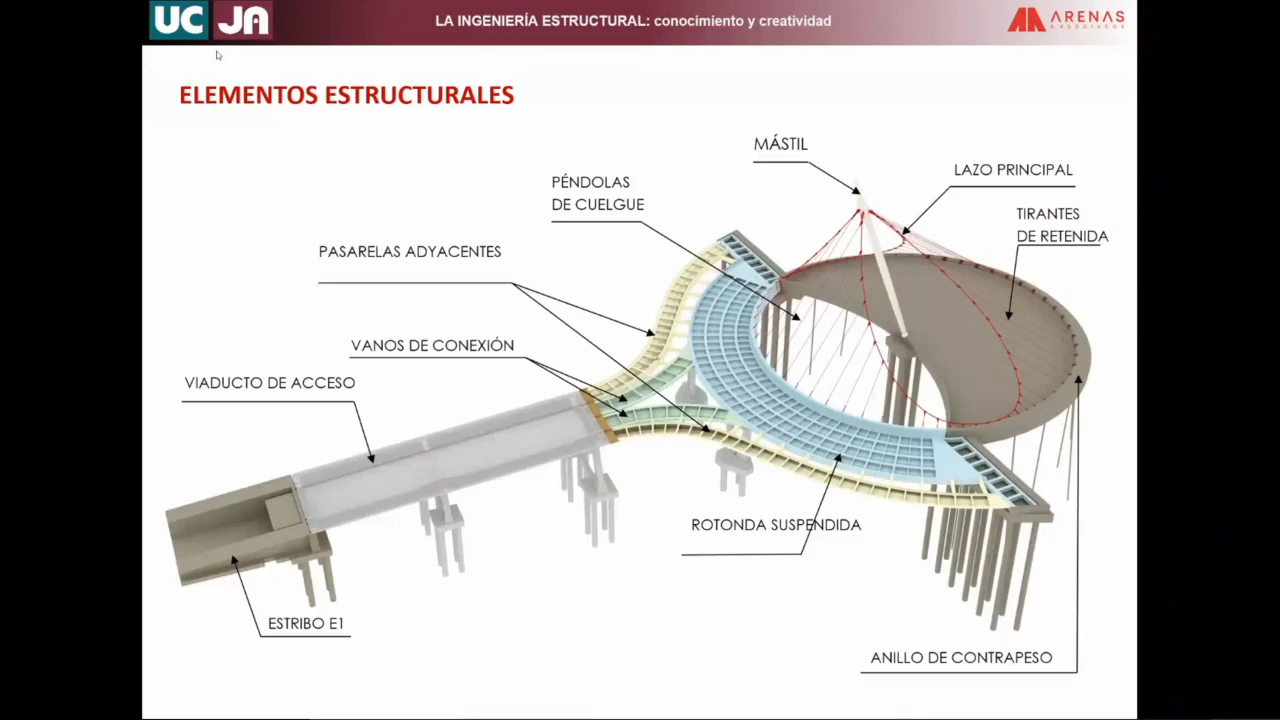 UC
JA
LA INGENIERÍA ESTRUCTURAL: conocimiento y creatividad
ARENAS
& ASOCIADOS
ELEMENTOS ESTRUCTURALES
MÁSTIL
LAZO PRINCIPAL
PÉNDOLAS
DE CUELGUE
TIRANTES
DE RETENIDA
PASARELAS ADYACENTES
VANOS DE CONEXIÓN
VIADUCTO DE ACCESO
ROTONDA SUSPENDIDA
ESTRIBO E1
ANILLO DE CONTRAPESO